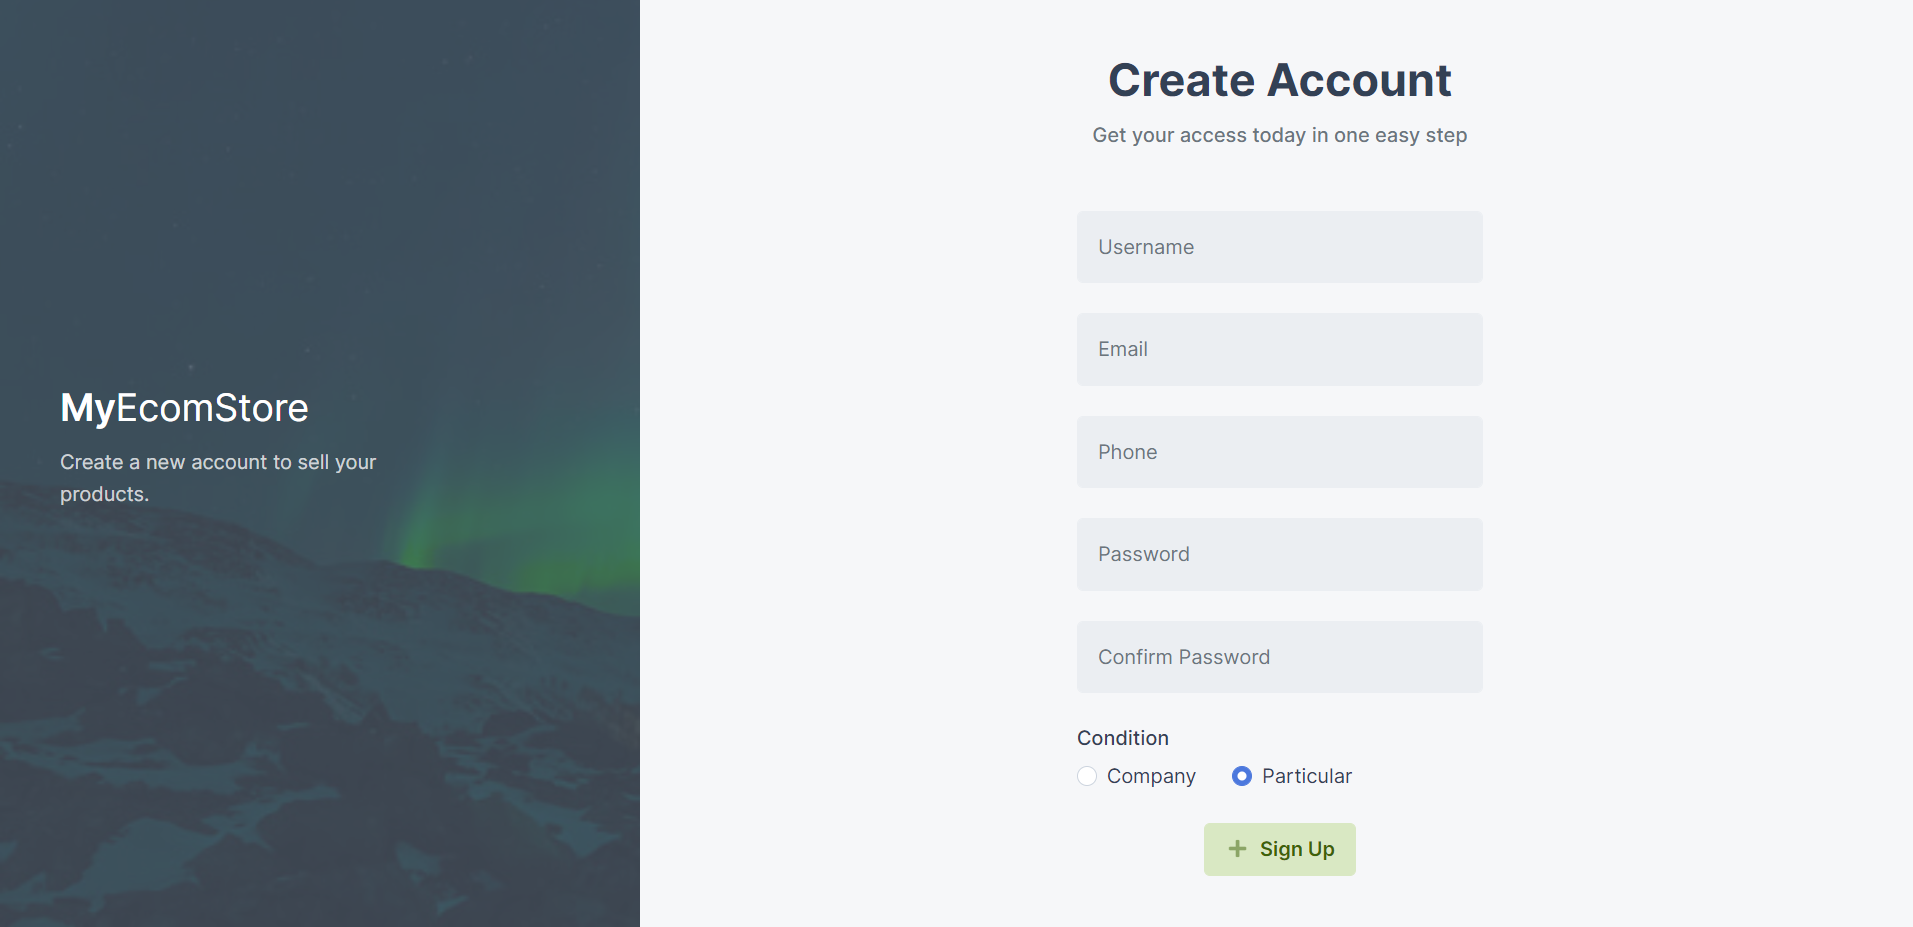 MyEcomStore
Create a new account to sell your
products.
Create Account
Get your access today in one easy step
Username
Email
Phone
Password
Confirm Password
Condition
Company Particular
Sign Up